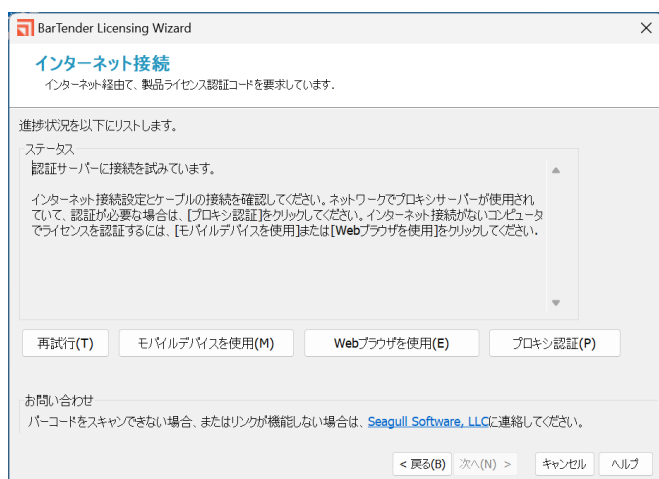 BarTender Licensing Wizard
インターネット接続
インターネット経由で、製品ライセンス認証コードを要求しています.
進捗状況を以下にリストします。
ステータス
認証サーバーに接続を試みています。
インターネット接続設定とケーブルの接続を確認してください。ネットワークでプロキシサーバーが使用され
ていて、認証が必要な場合は、[プロキシ認証]をクリックしてください。インターネット接続がないコンピュータ
でライセンスを認証するには、[モバイルデバイスを使用]または[Webブラウザを使用]をクリックしてください.
再試行(T) モバイルデバイスを使用(M) Webブラウザを使用(E) プロキシ認証(P)
お問い合わせ
バーコードをスキャンできない場合、またはリンクが機能しない場合は、Seagull Software, LLCに連絡してください。
< 戻る(B) 次へ(N) > キャンセル ヘルプ